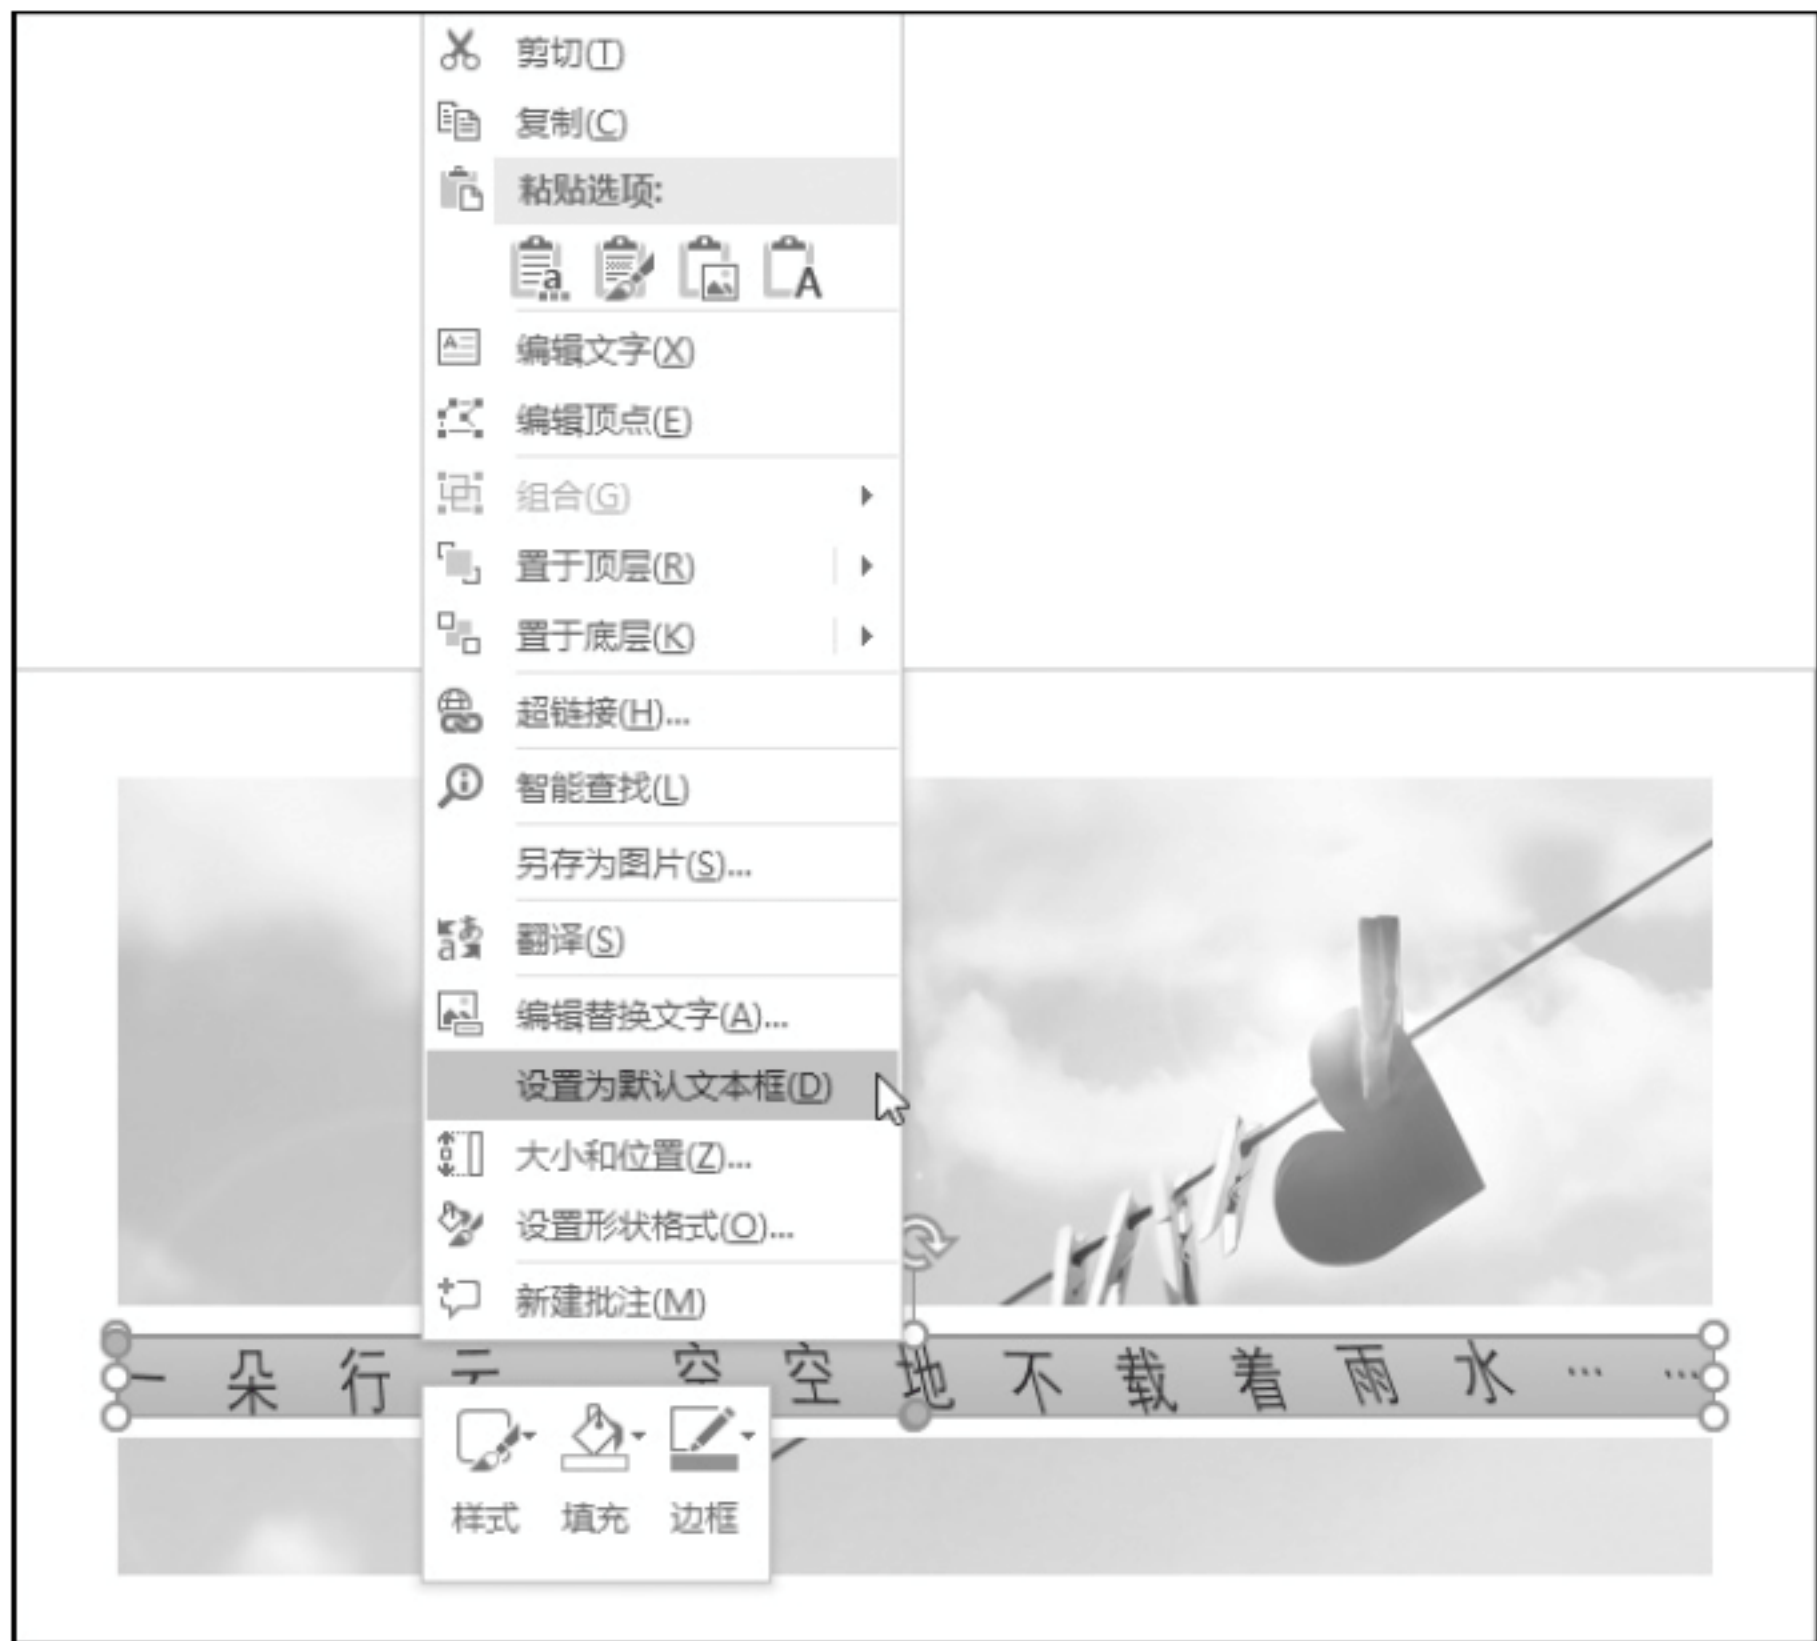 剪切(T)
复制(C)
粘贴选项:
编辑文字(X)
编辑顶点(E)
组合(G)
置于顶层(R)
置于底层(K)
超链接(H)...
智能查找(L)
另存为图片(S)...
翻译(S)
编辑替换文字(A)...
设置为默认文本框(D)
大小和位置(Z)...
设置形状格式(O)...
新建批注(M)
一朵行云 空空地不载着雨水……
样式 填充 边框